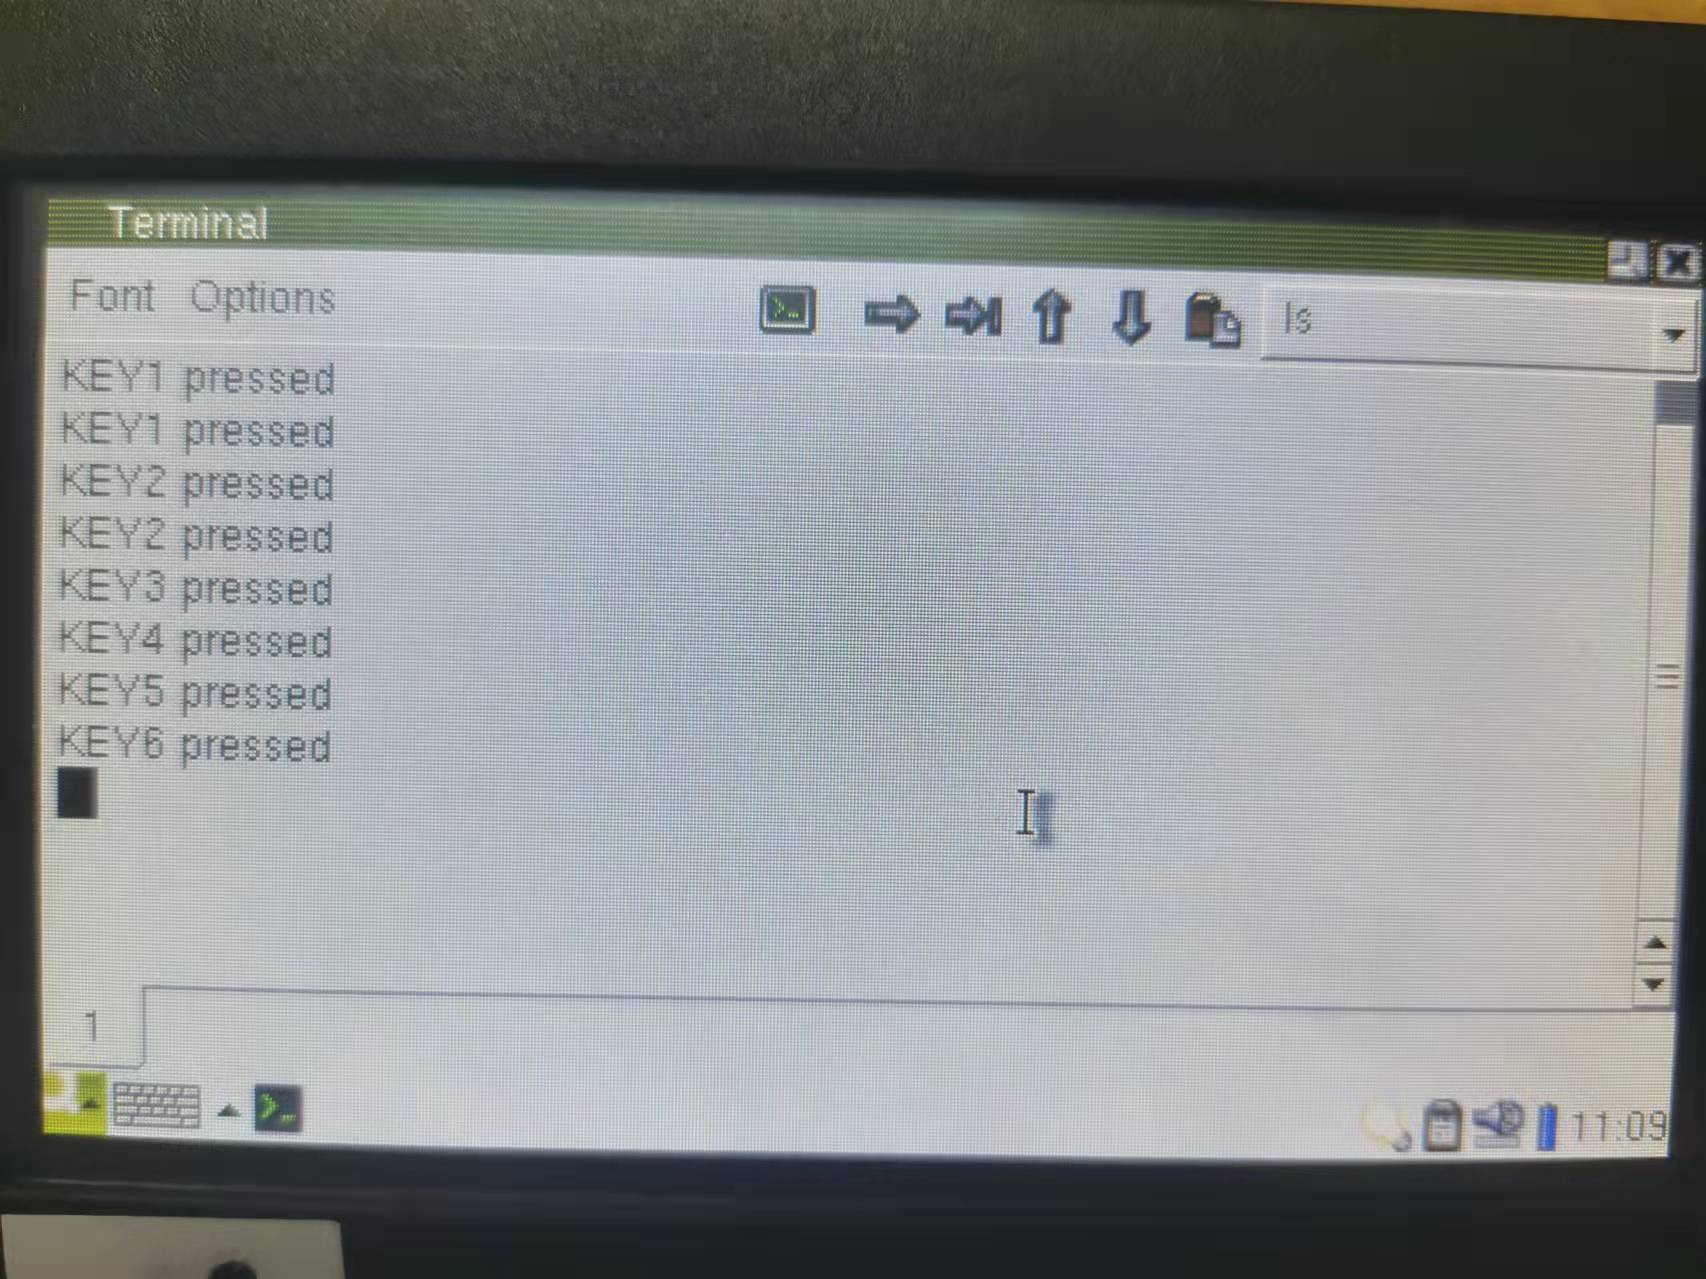 Terminal
Font Options ls
KEY1 pressed
KEY1 pressed
KEY2 pressed
KEY2 pressed
KEY3 pressed
KEY4 pressed
KEY5 pressed
KEY6 pressed
1
11:09